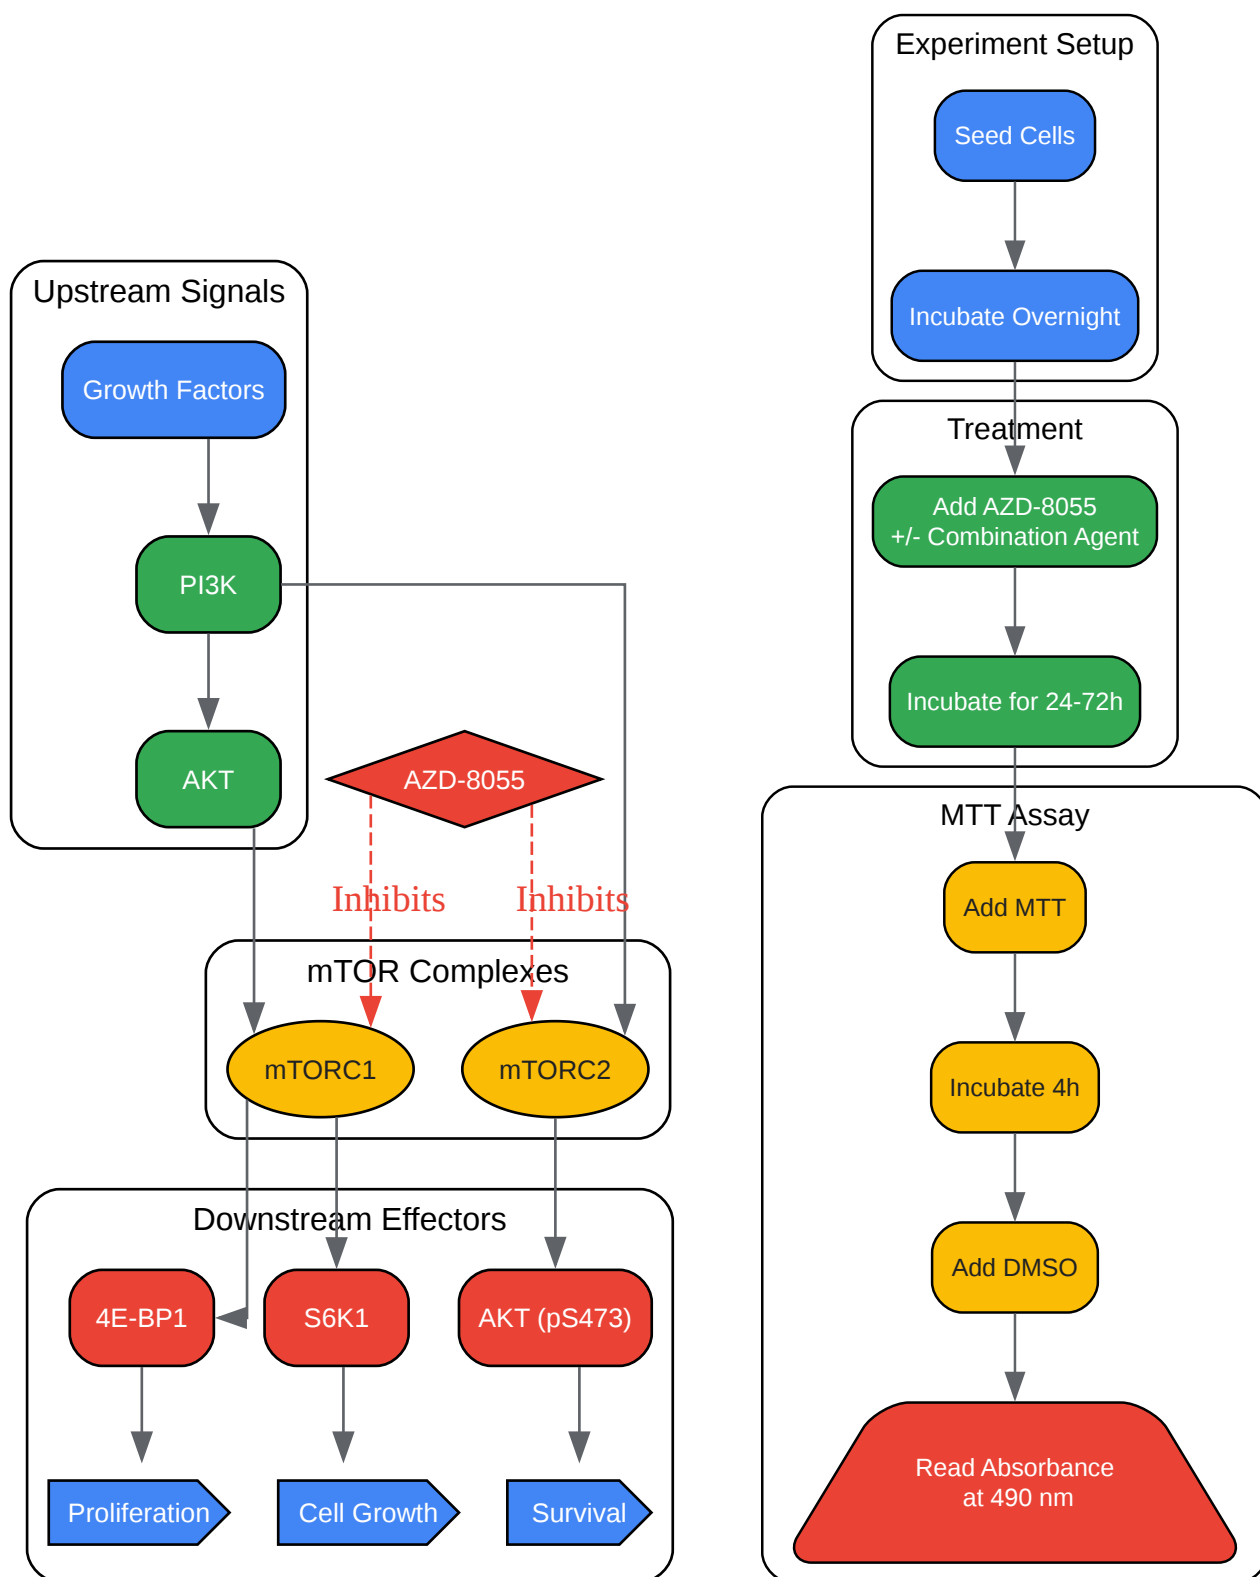 Upstream Signals
Growth Factors
PI3K
AKT
AZD-8055
Inhibits
Inhibits
mTOR Complexes
mTORC1
mTORC2
Downstream Effectors
4E-BP1
S6K1
AKT (pS473)
Proliferation
Cell Growth
Survival
Experiment Setup
Seed Cells
Incubate Overnight
Treatment
Add AZD-8055
+/- Combination Agent
Incubate for 24-72h
MTT Assay
Add MTT
Incubate 4h
Add DMSO
Read Absorbance
at 490 nm